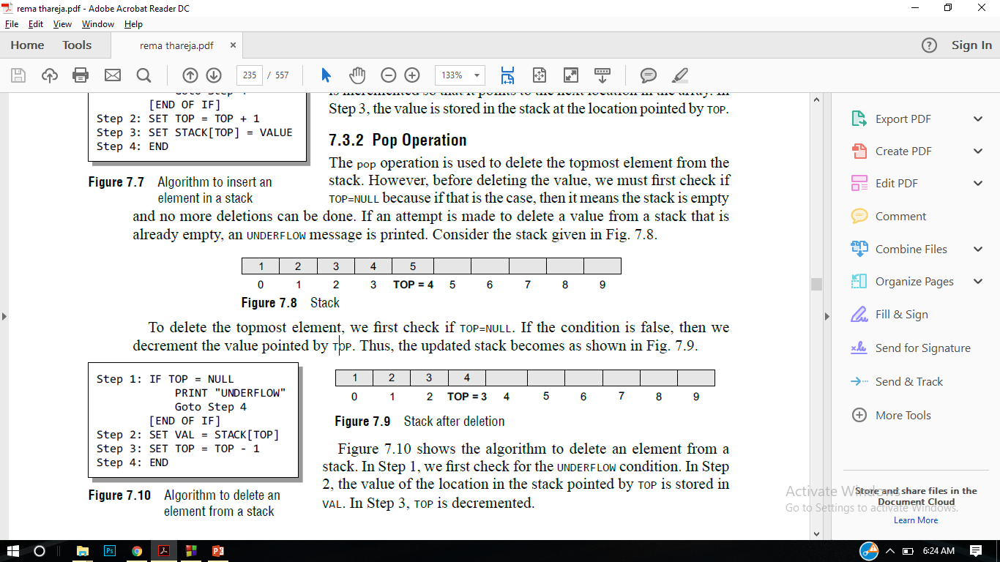 rema thareja.pdf - Adobe Acrobat Reader DC
File Edit View Window Help
Home Tools rema thareja.pdf × ? Sign In
235 / 557 133%
[END OF IF]
Step 2: SET TOP = TOP + 1
Step 3: SET STACK[TOP] = VALUE
Step 4: END
Figure 7.7 Algorithm to insert an
element in a stack
is incremented so that it points to the next location in the array. In
Step 3, the value is stored in the stack at the location pointed by TOP.
7.3.2 Pop Operation
The pop operation is used to delete the topmost element from the
stack. However, before deleting the value, we must first check if
TOP=NULL because if that is the case, then it means the stack is empty
and no more deletions can be done. If an attempt is made to delete a value from a stack that is
already empty, an UNDERFLOW message is printed. Consider the stack given in Fig. 7.8.
1 2 3 4 5
0 1 2 3 TOP = 4 5 6 7 8 9
Figure 7.8 Stack
To delete the topmost element, we first check if TOP=NULL. If the condition is false, then we
decrement the value pointed by TOP. Thus, the updated stack becomes as shown in Fig. 7.9.
Step 1: IF TOP = NULL
PRINT "UNDERFLOW"
Goto Step 4
[END OF IF]
Step 2: SET VAL = STACK[TOP]
Step 3: SET TOP = TOP - 1
Step 4: END
Figure 7.10 Algorithm to delete an
element from a stack
1 2 3 4
0 1 2 TOP = 3 4 5 6 7 8 9
Figure 7.9 Stack after deletion
Figure 7.10 shows the algorithm to delete an element from a
stack. In Step 1, we first check for the UNDERFLOW condition. In Step
2, the value of the location in the stack pointed by TOP is stored in
VAL. In Step 3, TOP is decremented.
Export PDF
Create PDF
Edit PDF
Comment
Combine Files
Organize Pages
Fill & Sign
Send for Signature
Send & Track
More Tools
Store and share files in the
Document Cloud
Learn More
Activate Windows
Go to Settings to activate Windows.
Ps
6:24 AM